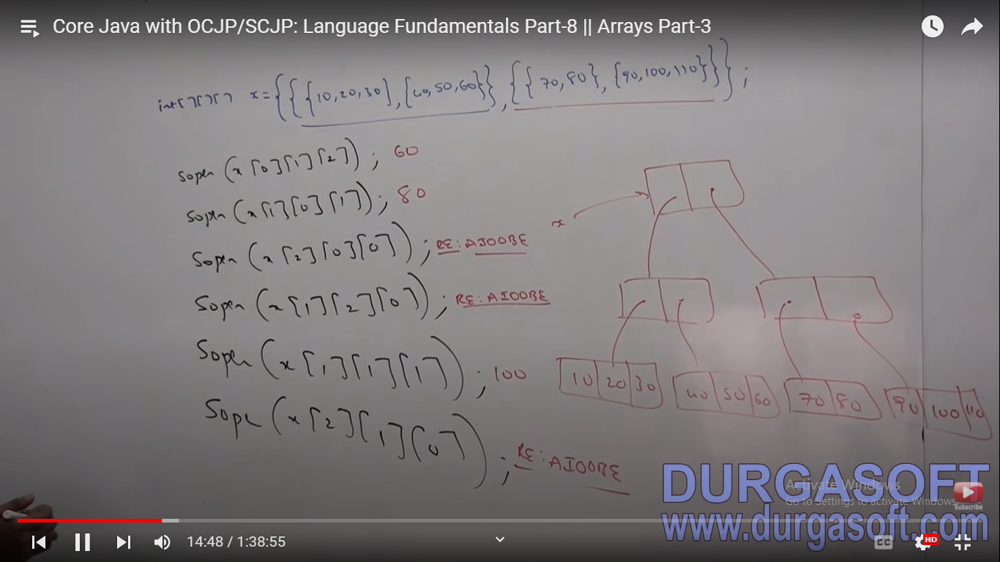 Core Java with OCJP/SCJP: Language Fundamentals Part-8 || Arrays Part-3
int[][][] x={{{10,20,30},{40,50,60}},{{70,80},{90,100,110}}};
Sopln(x[0][1][2]); 60
Sopln(x[1][0][1]); 80
Sopln(x[2][0][0]); RE:AIOOBE
Sopln(x[1][2][0]); RE:AIOOBE
Sopln(x[1][1][1]); 100
Sopln(x[2][1][0]); RE:AIOOBE
x
10 20 30 40 50 60 70 80 90 100 110
DURGASOFT
www.durgasoft.com
Activate Windows
Go to Settings to activate Windows.
Subscribe
14:48 / 1:38:55
CC
HD